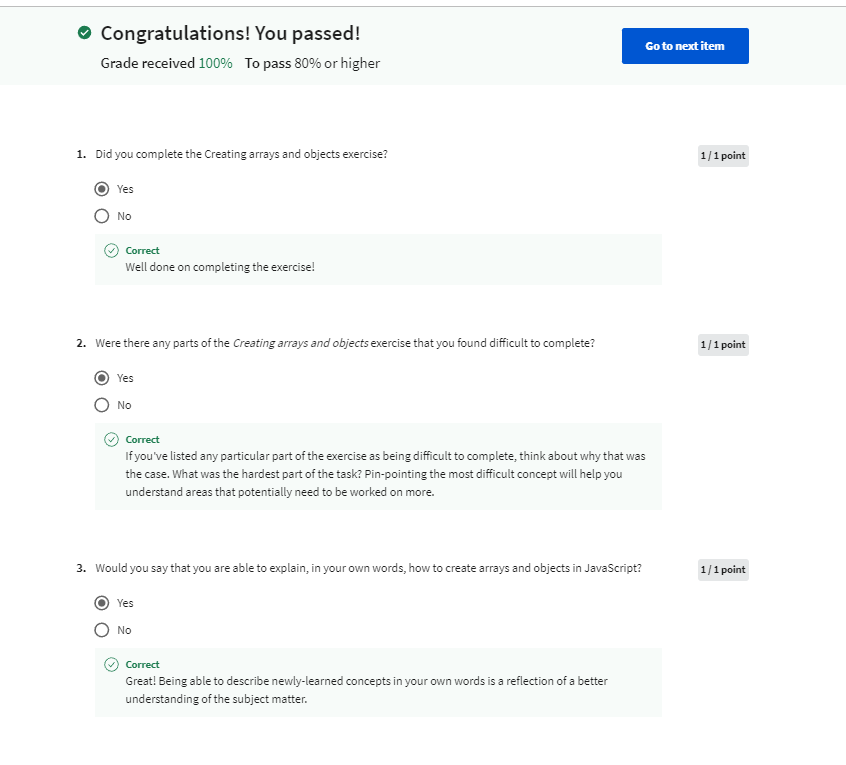 Congratulations! You passed!
Go to next item
Grade received 100% To pass 80% or higher
1. Did you complete the Creating arrays and objects exercise?
1 / 1 point
Yes
No
Correct
Well done on completing the exercise!
2. Were there any parts of the Creating arrays and objects exercise that you found difficult to complete?
1 / 1 point
Yes
No
Correct
If you've listed any particular part of the exercise as being difficult to complete, think about why that was
the case. What was the hardest part of the task? Pin-pointing the most difficult concept will help you
understand areas that potentially need to be worked on more.
3. Would you say that you are able to explain, in your own words, how to create arrays and objects in JavaScript?
1 / 1 point
Yes
No
Correct
Great! Being able to describe newly-learned concepts in your own words is a reflection of a better
understanding of the subject matter.